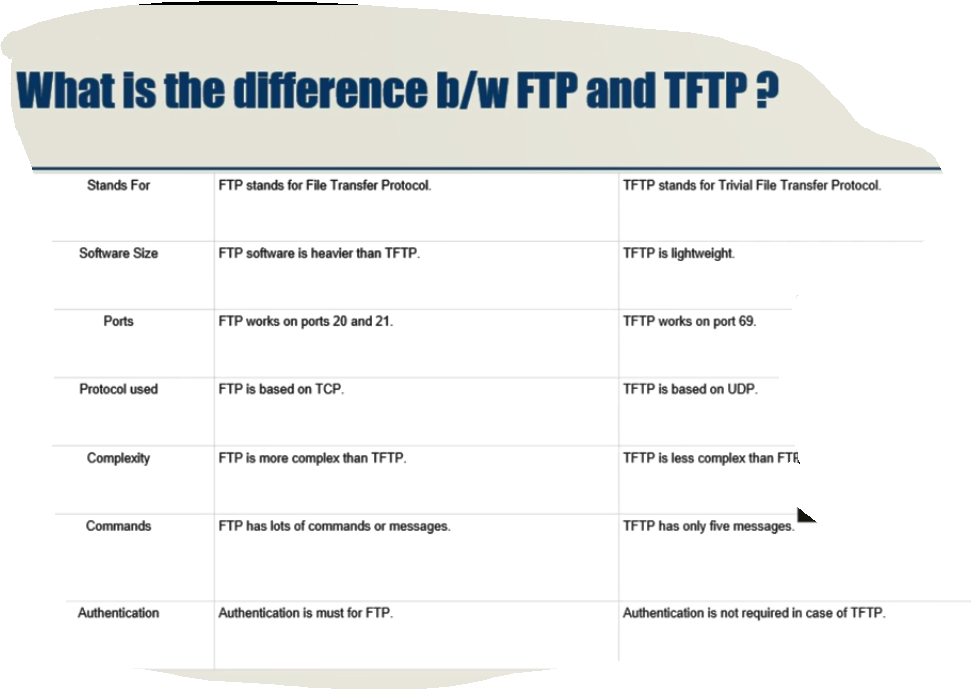 What is the difference b/w FTP and TFTP ?
Stands For FTP stands for File Transfer Protocol. TFTP stands for Trivial File Transfer Protocol.
Software Size FTP software is heavier than TFTP. TFTP is lightweight.
Ports FTP works on ports 20 and 21. TFTP works on port 69.
Protocol used FTP is based on TCP. TFTP is based on UDP.
Complexity FTP is more complex than TFTP. TFTP is less complex than
Commands FTP has lots of commands or messages. TFTP has only five messages.
Authentication Authentication is must for FTP. Authentication is not required in case of TFTP.